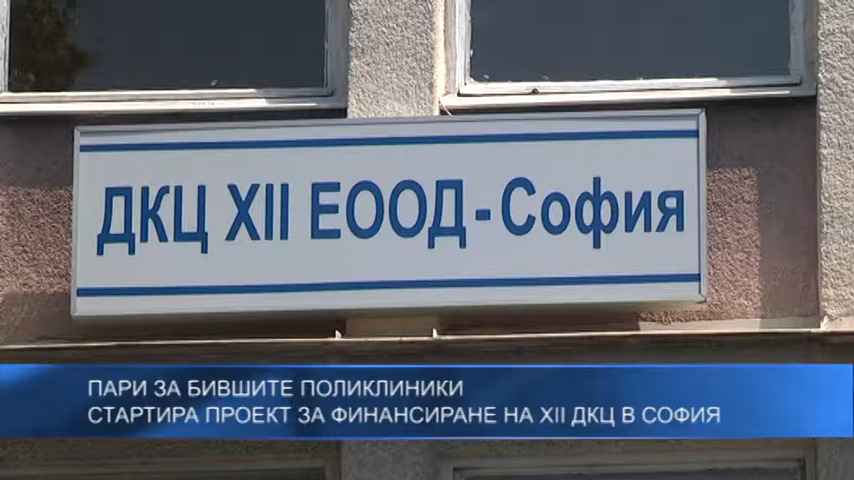 ДКЦ XII ЕООД-София
ПАРИ ЗА БИВШИТЕ ПОЛИКЛИНИКИ
СТАРТИРА ПРОЕКТ ЗА ФИНАНСИРАНЕ НА XII ДКЦ В СОФИЯ